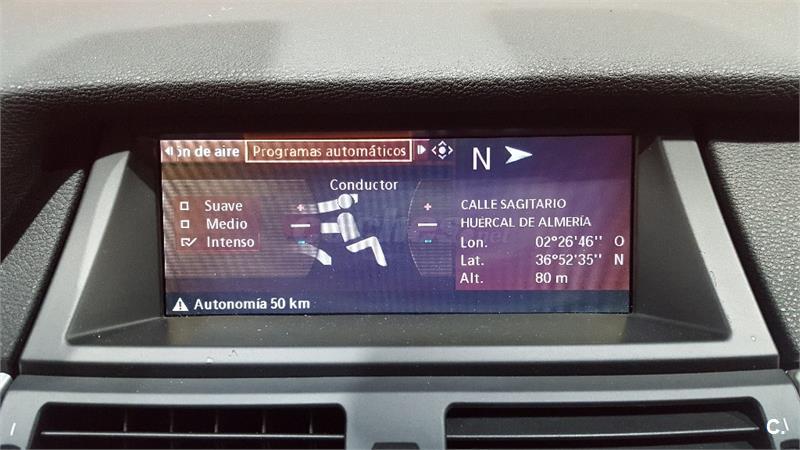 ón de aire Programas automáticos
N
Conductor
Suave
Medio
Intenso
CALLE SAGITARIO
HUERCAL DE ALMERÍA
Lon. 02°26'46'' O
Lat. 36°52'35'' N
Alt. 80 m
Autonomía 50 km
C.